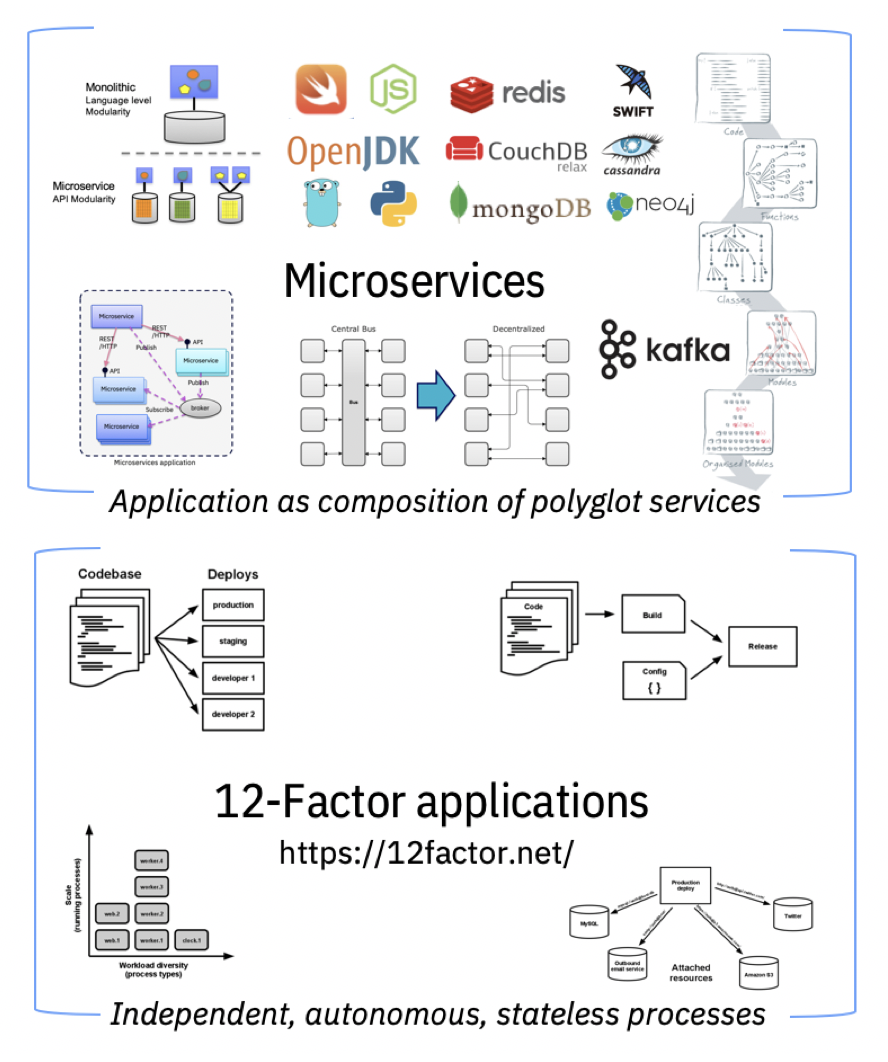 Monolithic
Language level
Modularity
Microservice
API Modularity
JS
redis
SWIFT
OpenJDK
CouchDB
relax
cassandra
mongoDB
neo4j
Code
Functions
Classes
Modules
Organised Modules
Microservices
Microservice
REST
/HTTP
REST
/HTTP
Publish
API
Microservice
API
Publish
Microservice
Subscribe
broker
Microservice
Microservices application
Central Bus
Bus
Decentralized
kafka
Application as composition of polyglot services
Codebase
Deploys
production
staging
developer 1
developer 2
Code
Build
Config
{ }
Release
12-Factor applications
https://12factor.net/
Scale
(running processes)
worker.4
worker.3
web.2
worker.2
web.1
worker.1
clock.1
Workload diversity
(process types)
Production
deploy
MySQL
Twitter
Outbound
email service
Attached
resources
Amazon S3
Independent, autonomous, stateless processes